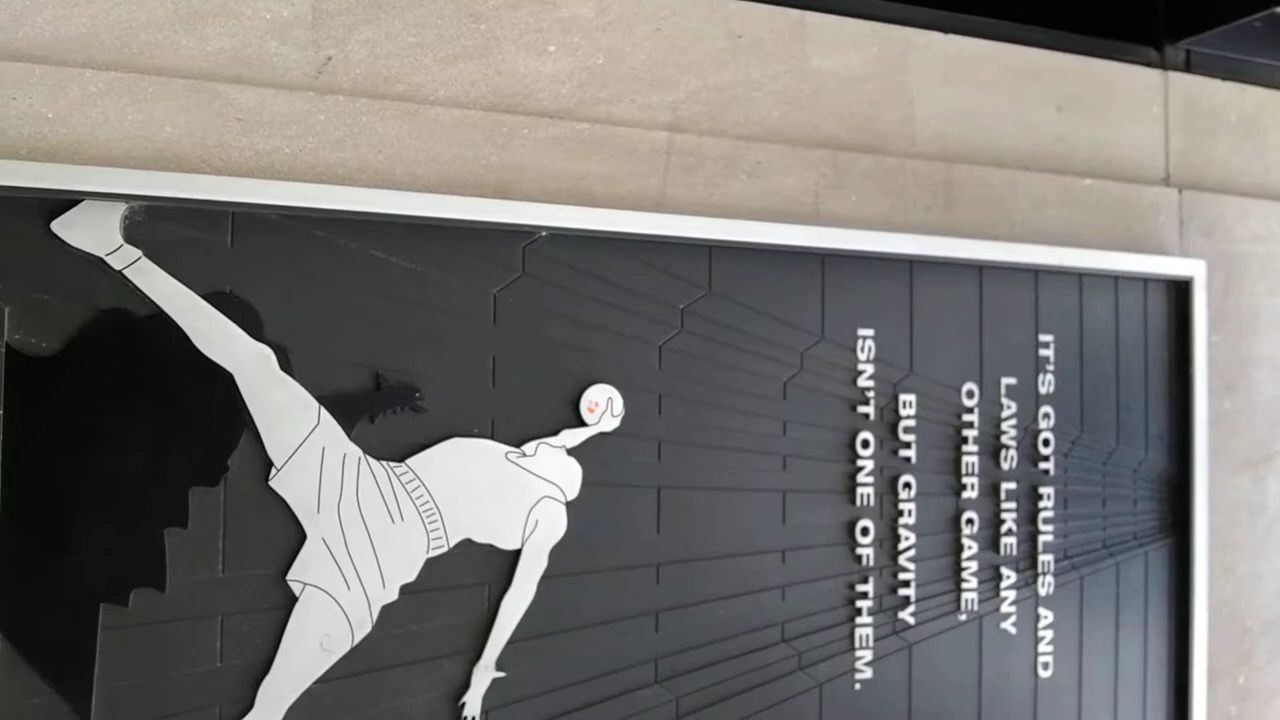 IT'S GOT RULES AND
LAWS LIKE ANY
OTHER GAME,
BUT GRAVITY
ISN'T ONE OF THEM.